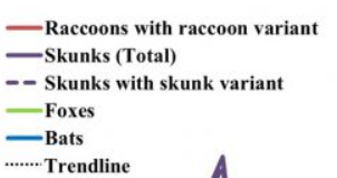 Raccoons with raccoon variant
Skunks (Total)
Skunks with skunk variant
Foxes
Bats
Trendline